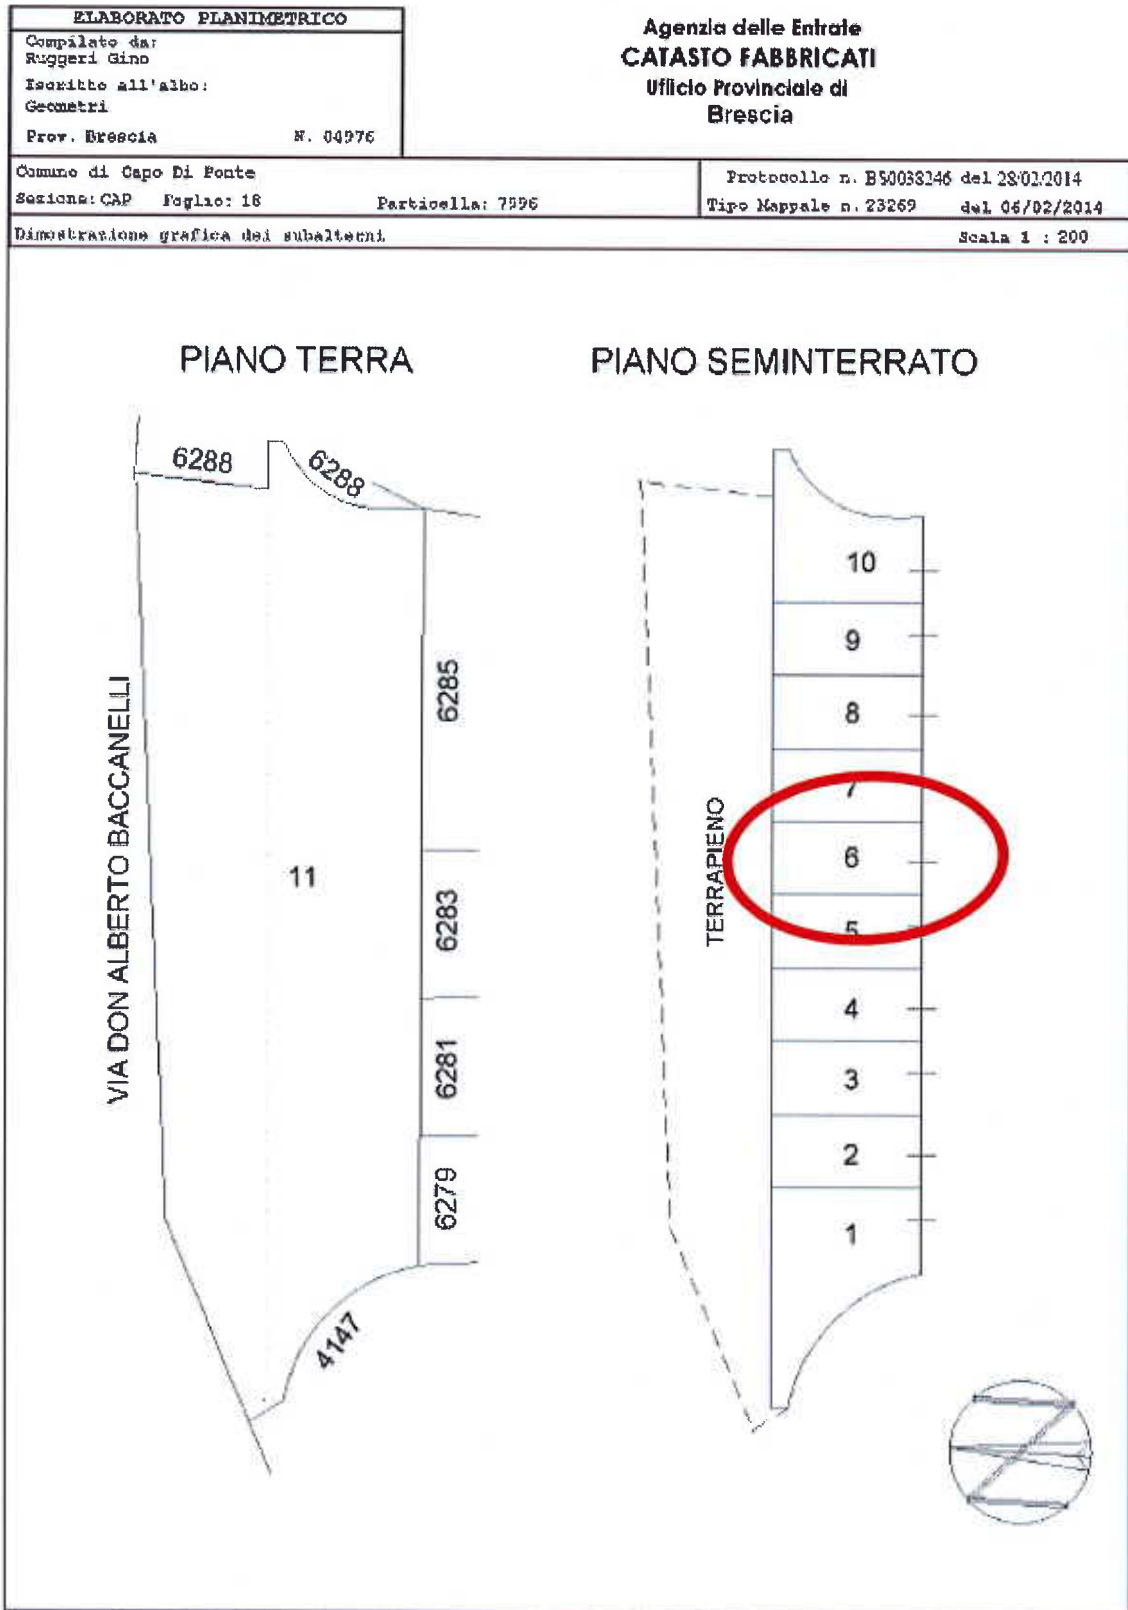 ELABORATO PLANIMETRICO
Compilato da:
Ruggeri Gino
Iscritto all'albo:
Geometri
Prov. Brescia N. 04976
Agenzia delle Entrate
CATASTO FABBRICATI
Ufficio Provinciale di
Brescia
Comune di Capo Di Ponte
Sezione: CAP Foglio: 18 Particella: 7996
Protocollo n. BS0038246 del 28/02/2014
Tipo Mappale n. 23269 del 06/02/2014
Dimostrazione grafica dei subalterni Scala 1 : 200
PIANO TERRA
6288
6288
VIA DON ALBERTO BACCANELLI
11
6285
6283
6281
6279
4147
PIANO SEMINTERRATO
TERRAPIENO
10
9
8
7
6
5
4
3
2
1